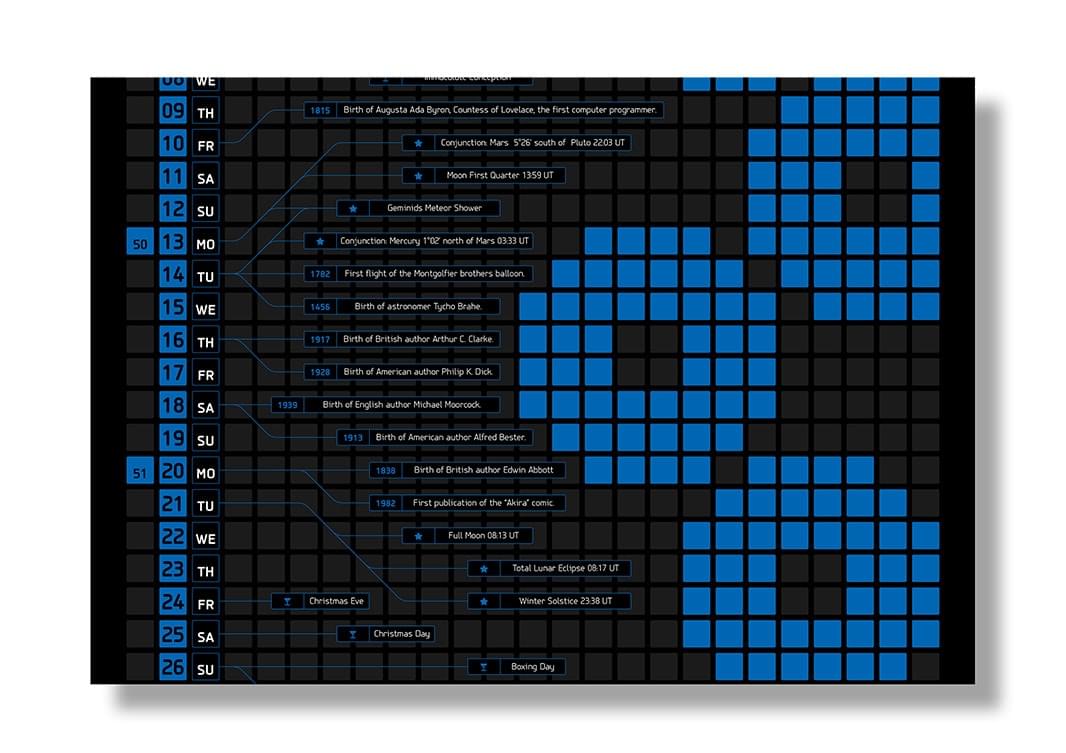 08 WE Immaculate Conception
09 TH 1815 Birth of Augusta Ada Byron, Countess of Lovelace, the first computer programmer.
10 FR ★ Conjunction: Mars 5°26' south of Pluto 22:03 UT
11 SA ★ Moon First Quarter 13:59 UT
12 SU ★ Geminids Meteor Shower
50 13 MO ★ Conjunction: Mercury 1°02' north of Mars 03:33 UT
14 TU 1782 First flight of the Montgolfier brothers balloon.
15 WE 1456 Birth of astronomer Tycho Brahe.
16 TH 1917 Birth of British author Arthur C. Clarke.
17 FR 1928 Birth of American author Philip K. Dick.
18 SA 1939 Birth of English author Michael Moorcock.
19 SU 1913 Birth of American author Alfred Bester.
51 20 MO 1838 Birth of British author Edwin Abbott
21 TU 1982 First publication of the "Akira" comic.
22 WE ★ Full Moon 08:13 UT
23 TH ★ Total Lunar Eclipse 08:17 UT
24 FR Christmas Eve ★ Winter Solstice 23:38 UT
25 SA Christmas Day
26 SU Boxing Day